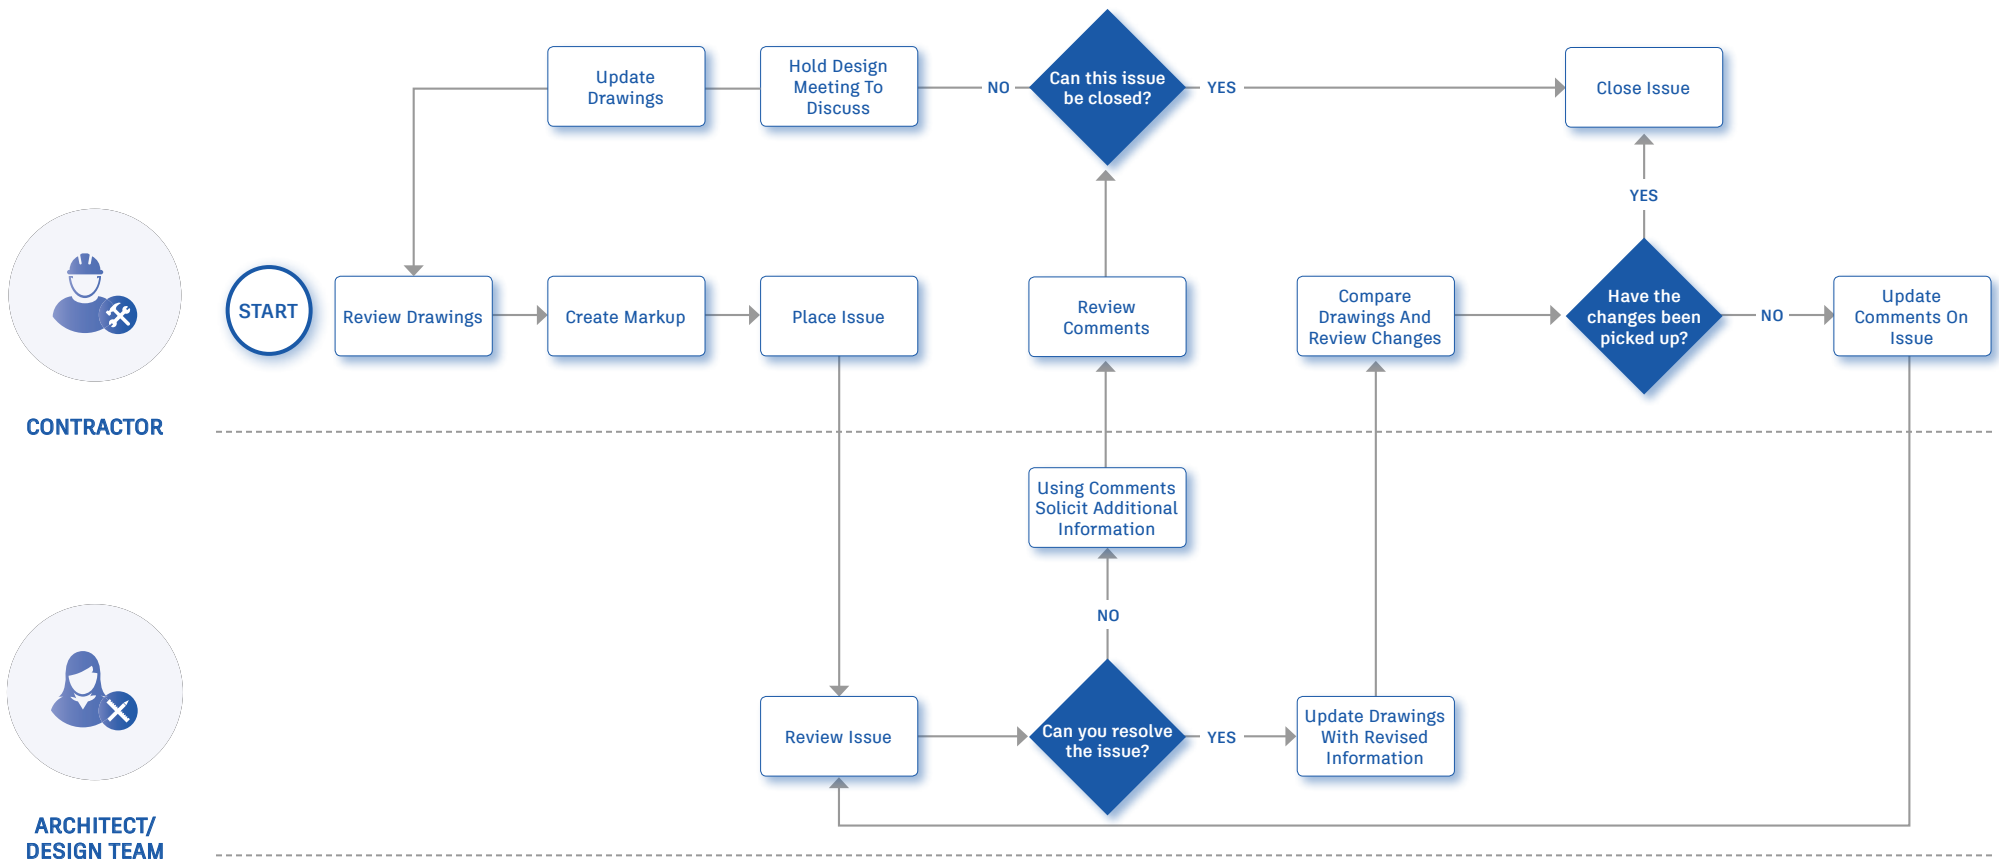 Update
Drawings
Hold Design
Meeting To
Discuss
NO
Can this issue
be closed?
YES
Close Issue
YES
START
Review Drawings
Create Markup
Place Issue
Review
Comments
Compare
Drawings And
Review Changes
Have the
changes been
picked up?
NO
Update
Comments On
Issue
CONTRACTOR
Using Comments
Solicit Additional
Information
NO
Review Issue
Can you resolve
the issue?
YES
Update Drawings
With Revised
Information
ARCHITECT/
DESIGN TEAM